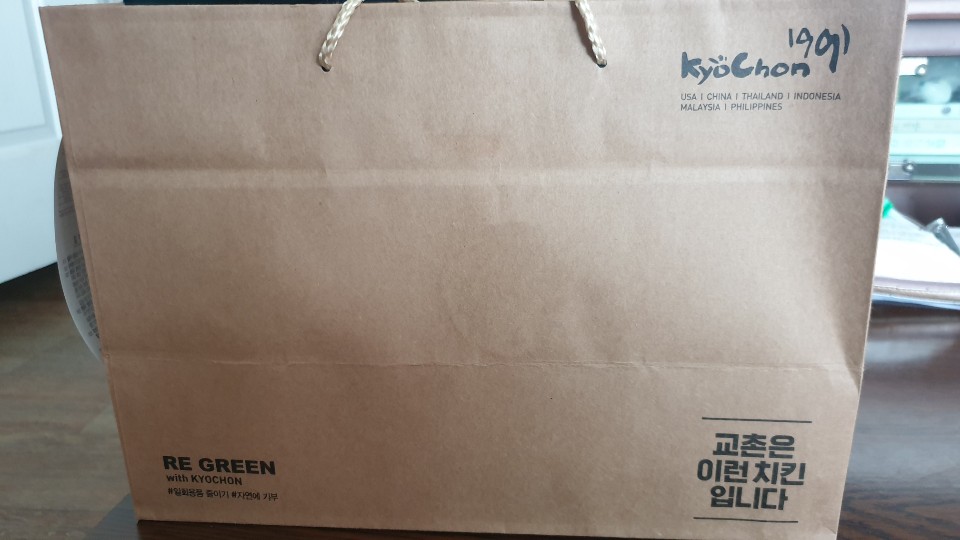 KyoChon 1991
USA | CHINA | THAILAND | INDONESIA
MALAYSIA | PHILIPPINES
RE GREEN
with KYOCHON
#일회용품 줄이기 #자연에 기부
교촌은
이런 치킨
입니다